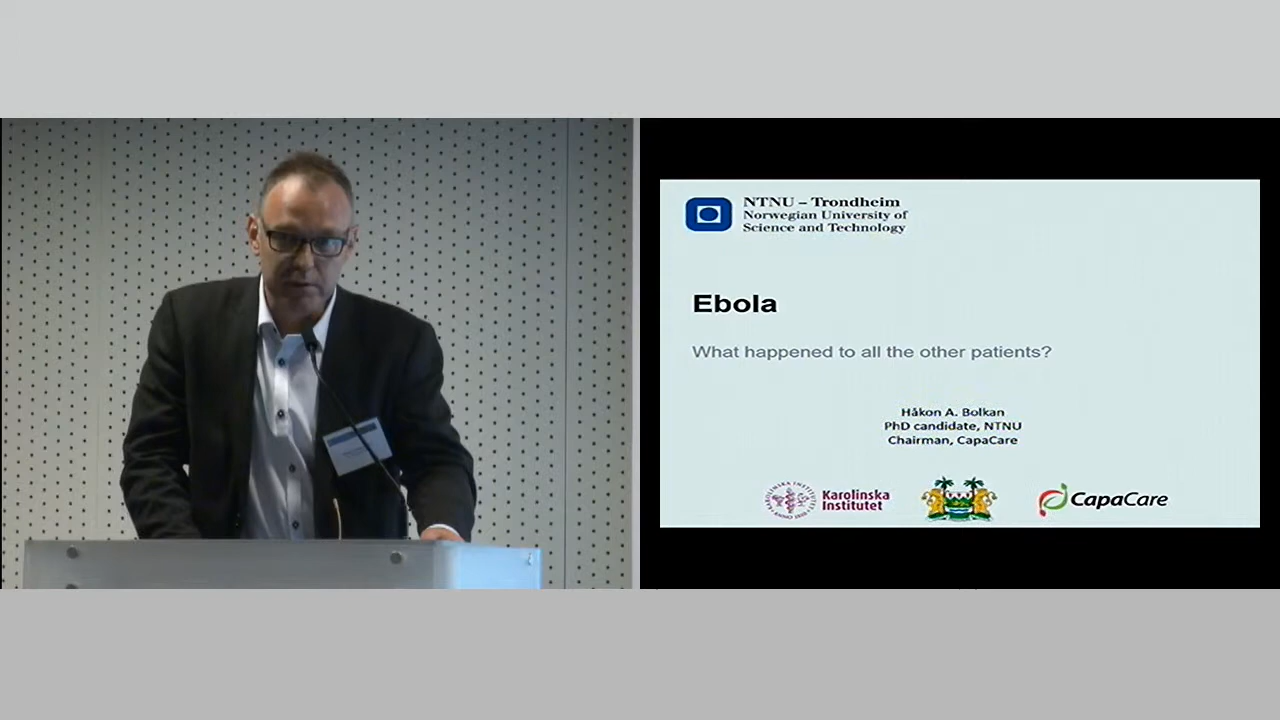 NTNU – Trondheim
Norwegian University of
Science and Technology
Ebola
What happened to all the other patients?
Håkon A. Bolkan
PhD candidate, NTNU
Chairman, CapaCare
Karolinska
Institutet
CapaCare